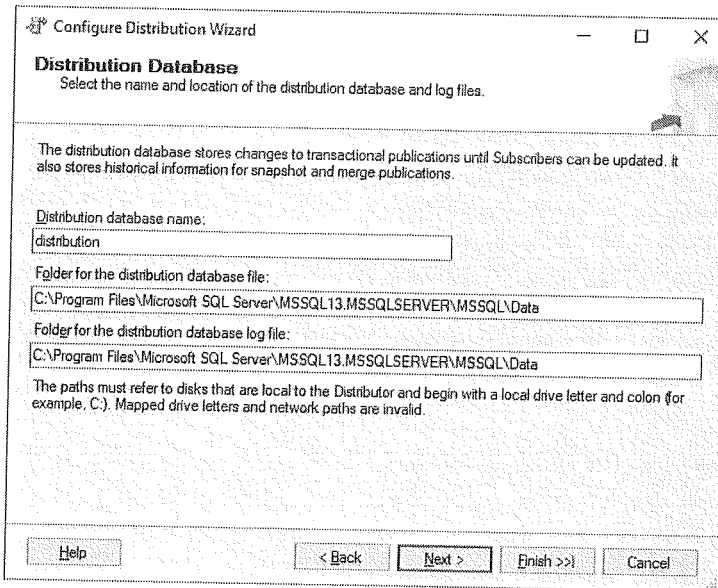 Configure Distribution Wizard
Distribution Database
Select the name and location of the distribution database and log files.
The distribution database stores changes to transactional publications until Subscribers can be updated. It
also stores historical information for snapshot and merge publications.
Distribution database name:
distribution
Folder for the distribution database file:
C:\Program Files\Microsoft SQL Server\MSSQL13.MSSQLSERVER\MSSQL\Data
Folder for the distribution database log file:
C:\Program Files\Microsoft SQL Server\MSSQL13.MSSQLSERVER\MSSQL\Data
The paths must refer to disks that are local to the Distributor and begin with a local drive letter and colon (for
example, C:). Mapped drive letters and network paths are invalid.
Help
< Back
Next >
Finish >>|
Cancel